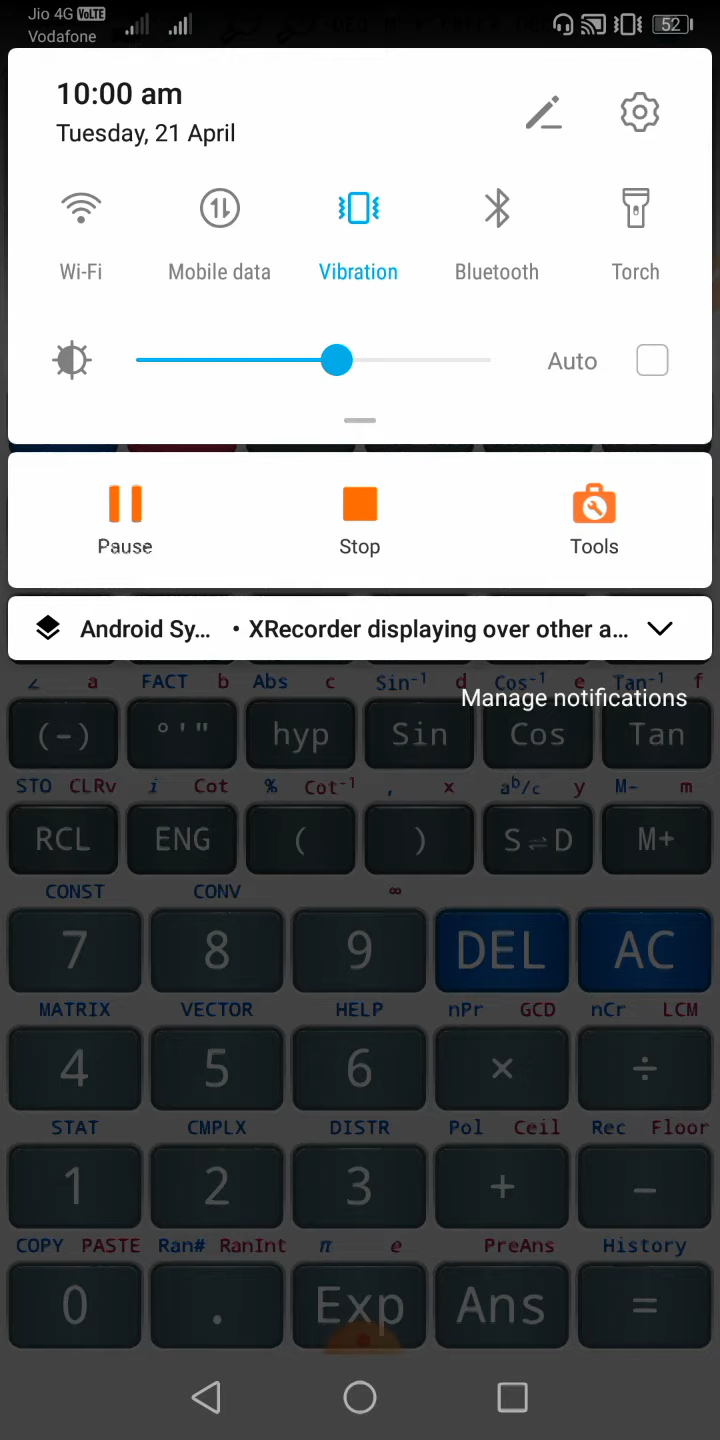 Jio 4G VoLTE
Vodafone
52
10:00 am
Tuesday, 21 April
Wi-Fi Mobile data Vibration Bluetooth Torch
Auto
Pause Stop Tools
Android Sy... • XRecorder displaying over other a...
∠ a FACT b Abs c Sin⁻¹ d Cos⁻¹ e Tan⁻¹ f
Manage notifications
(-) °'" hyp Sin Cos Tan
STO CLRv i Cot % Cot⁻¹ , x aᵇ/c y M- m
RCL ENG ( ) S⇌D M+
CONST CONV ∞
7 8 9 DEL AC
MATRIX VECTOR HELP nPr GCD nCr LCM
4 5 6 × ÷
STAT CMPLX DISTR Pol Ceil Rec Floor
1 2 3 + −
COPY PASTE Ran# RanInt π e PreAns History
0 . Exp Ans =